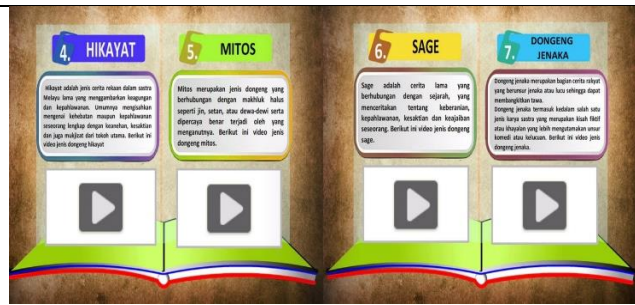 4. HIKAYAT
Hikayat adalah jenis cerita rekaan dalam sastra
Melayu lama yang menggambarkan keagungan
dan kepahlawanan. Umumnya mengisahkan
mengenai kehebatan maupun kepahlawanan
seseorang lengkap dengan keanehan, kesaktian
dan juga mukjizat dari tokoh utama. Berikut ini
video jenis dongeng hikayat
5. MITOS
Mitos merupakan jenis dongeng yang
berhubungan dengan makhluk halus
seperti jin, setan, atau dewa-dewi serta
dipercaya benar terjadi oleh yang
menganutnya. Berikut ini video jenis
dongeng mitos.
6. SAGE
Sage adalah cerita lama yang
berhubungan dengan sejarah, yang
menceritakan tentang keberanian,
kepahlawanan, kesaktian dan keajaiban
seseorang. Berikut ini video jenis dongeng
sage.
7. DONGENG
JENAKA
Dongeng jenaka merupakan bagian cerita rakyat
yang berunsur jenaka atau lucu sehingga dapat
membangkitkan tawa.
Dongeng jenaka termasuk kedalam salah satu
jenis karya sastra yang merupakan kisah fiktif
atau khayalan yang lebih mengutamakan unsur
komedi atau kelucuan. Berikut ini video jenis
dongeng jenaka.